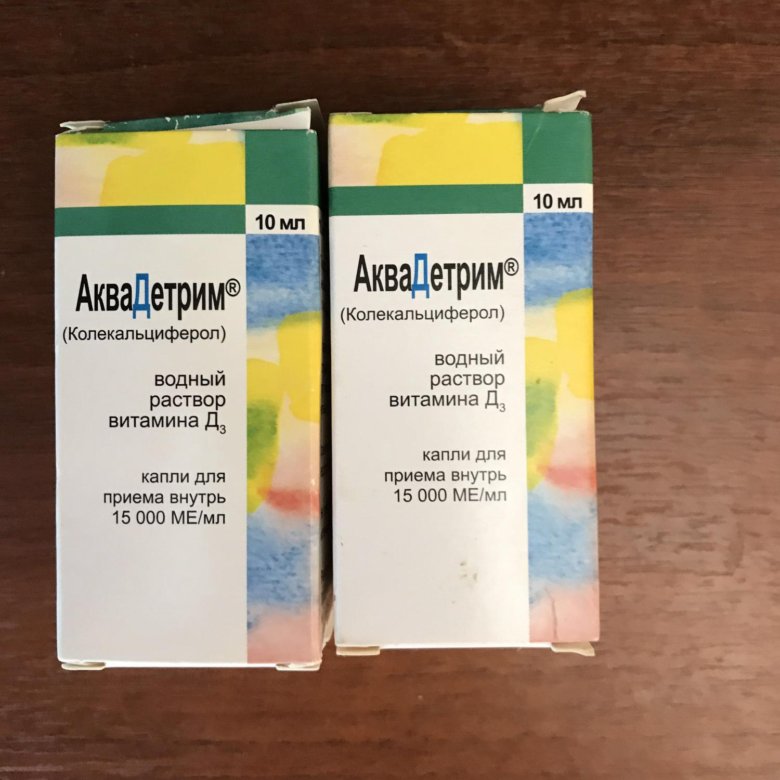 10 мл
АкваДетрим®
(Колекальциферол)
водный
раствор
витамина Д₃
капли для
приема внутрь
15 000 МЕ/мл
10 мл
АкваДетрим®
(Колекальциферол)
водный
раствор
витамина Д₃
капли для
приема внутрь
15 000 МЕ/мл